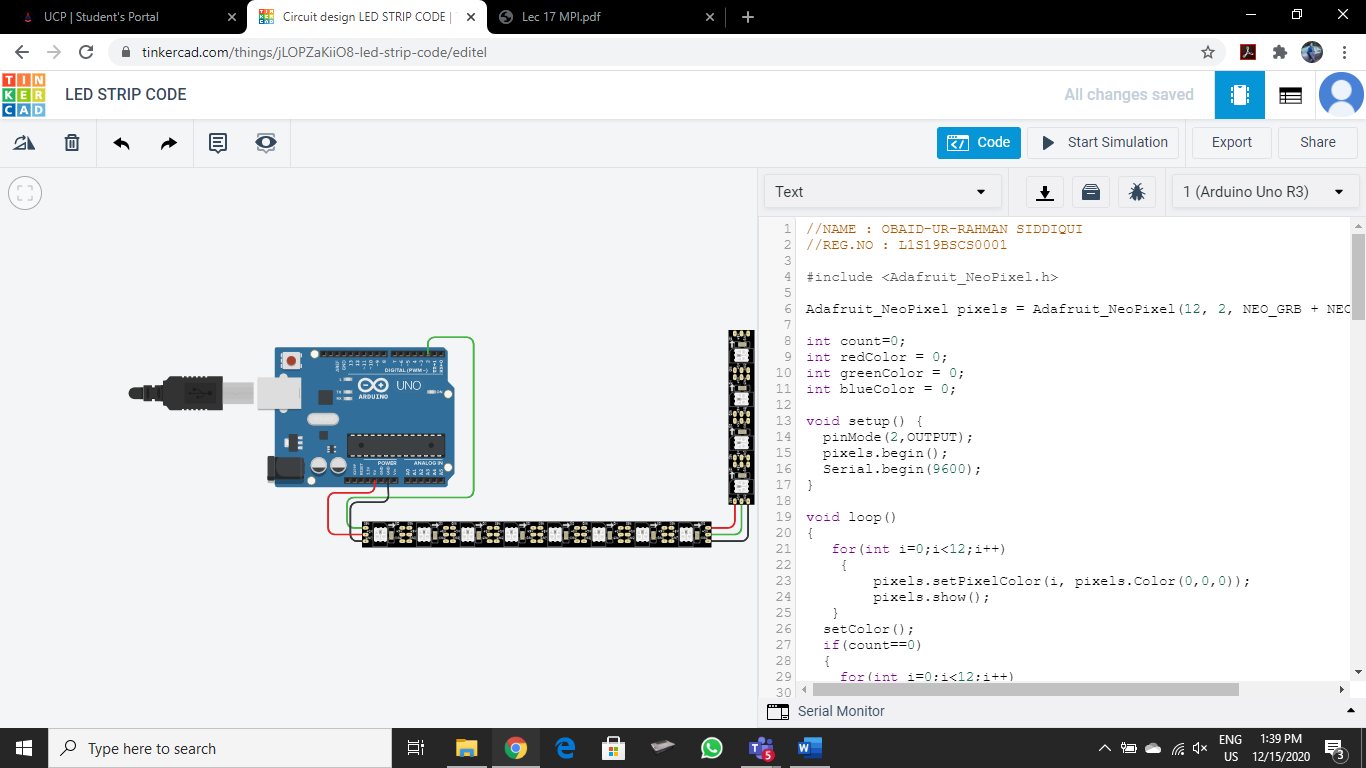 UCP | Student's Portal
Circuit design LED STRIP CODE |
Lec 17 MPI.pdf
tinkercad.com/things/jLOPZaKiiO8-led-strip-code/editel
TIN
KER
CAD
LED STRIP CODE
All changes saved
Code
Start Simulation
Export
Share
Text
1 (Arduino Uno R3)
1 //NAME : OBAID-UR-RAHMAN SIDDIQUI
2 //REG.NO : L1S19BSCS0001
3
4 #include <Adafruit_NeoPixel.h>
5
6 Adafruit_NeoPixel pixels = Adafruit_NeoPixel(12, 2, NEO_GRB + NEO
7
8 int count=0;
9 int redColor = 0;
10 int greenColor = 0;
11 int blueColor = 0;
12
13 void setup() {
14 pinMode(2,OUTPUT);
15 pixels.begin();
16 Serial.begin(9600);
17 }
18
19 void loop()
20 {
21 for(int i=0;i<12;i++)
22 {
23 pixels.setPixelColor(i, pixels.Color(0,0,0));
24 pixels.show();
25 }
26 setColor();
27 if(count==0)
28 {
29 for(int i=0;i<12;i++)
30
DIGITAL (PWM~)
UNO
ARDUINO
POWER
ANALOG IN
Serial Monitor
Type here to search
5
ENG
US
1:39 PM
12/15/2020
3